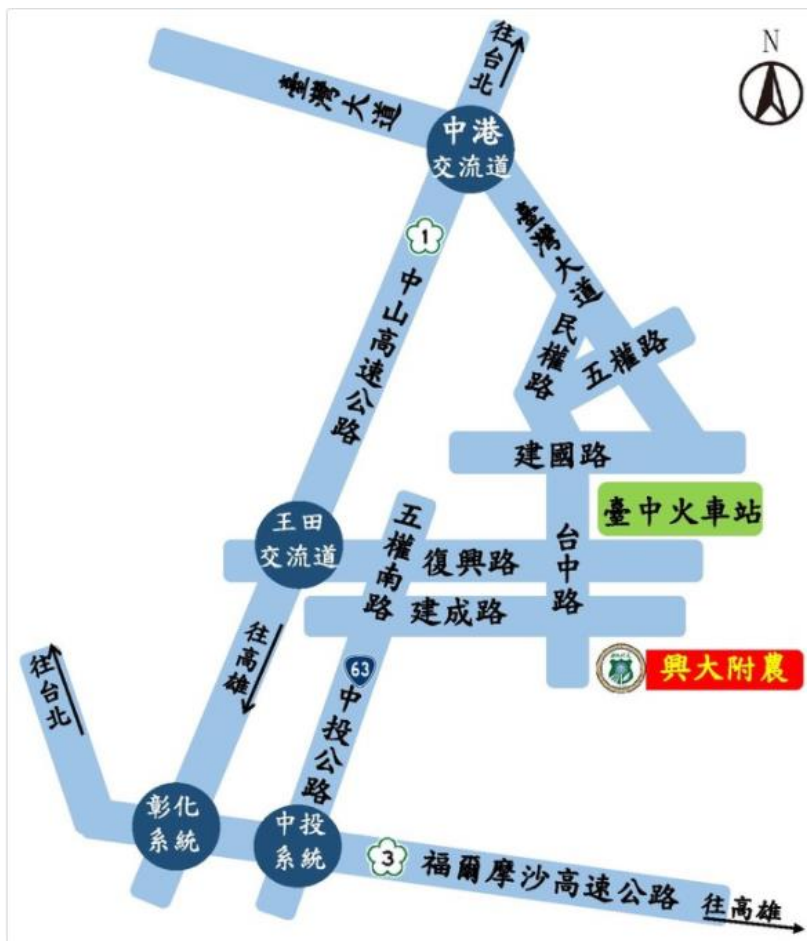 往台北
N
臺灣大道
中港
交流道
1
臺灣大道
中山高速公路
民權路
五權路
建國路
臺中火車站
王田
交流道
五權南路
復興路
台中路
建成路
往高雄
63
中投公路
興大附農
往台北
彰化
系統
中投
系統
3
福爾摩沙高速公路
往高雄